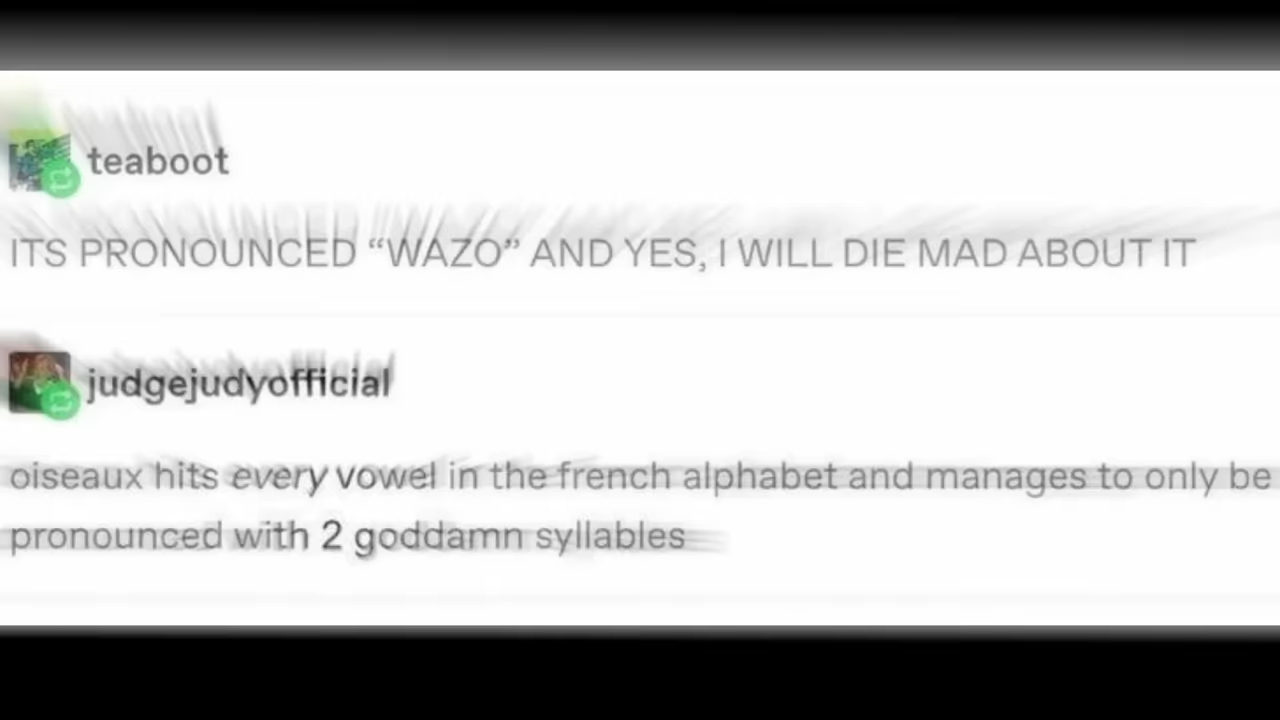 teaboot
ITS PRONOUNCED “WAZO” AND YES, I WILL DIE MAD ABOUT IT
judgejudyofficial
oiseaux hits every vowel in the french alphabet and manages to only be
pronounced with 2 goddamn syllables